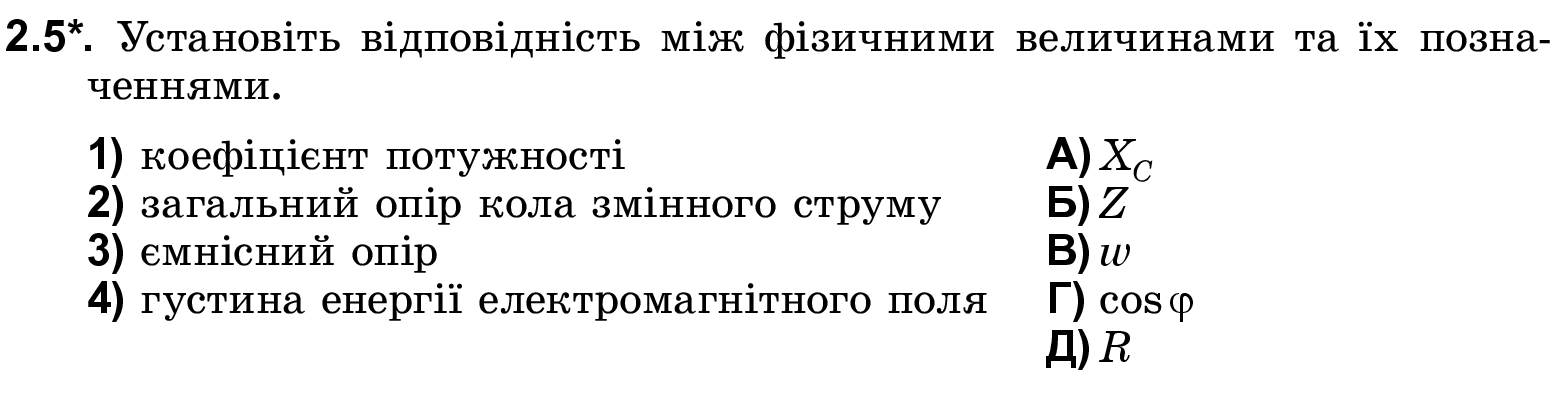 2.5*. Установіть відповідність між фізичними величинами та їх позна-
ченнями.
1) коефіцієнт потужності А) X_C
2) загальний опір кола змінного струму Б) Z
3) ємнісний опір В) w
4) густина енергії електромагнітного поля Г) cos φ
Д) R